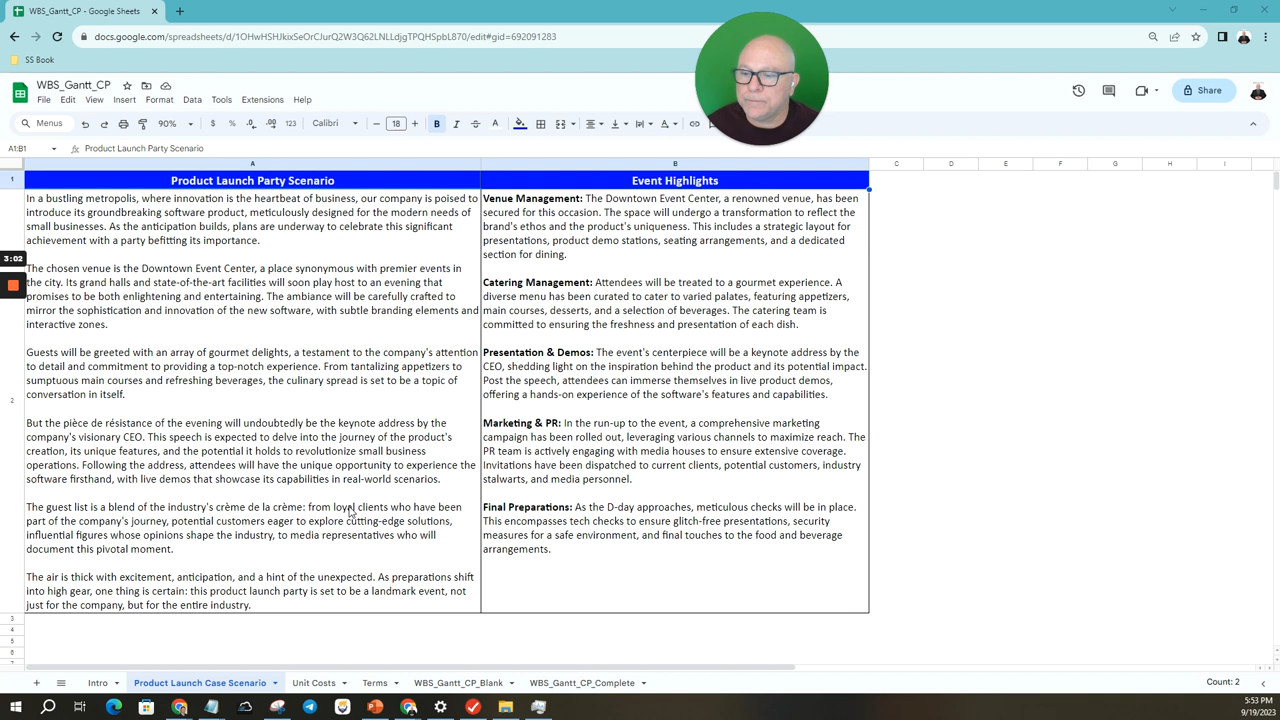 WBS_Gantt_CP - Google Sheets
docs.google.com/spreadsheets/d/1OHwHSHJkixSeOrCJurQ2W3Q62LNLLdjgTPQHSpbL870/edit#gid=692091283
SS Book
WBS_Gantt_CP
File Edit View Insert Format Data Tools Extensions Help
Share
Menus 90% $ % .0 .00 123 Calibri 18 B I A
A1:B1 fx Product Launch Party Scenario
A B C D E F G H I
1 Product Launch Party Scenario Event Highlights
In a bustling metropolis, where innovation is the heartbeat of business, our company is poised to
introduce its groundbreaking software product, meticulously designed for the modern needs of
small businesses. As the anticipation builds, plans are underway to celebrate this significant
achievement with a party befitting its importance.
The chosen venue is the Downtown Event Center, a place synonymous with premier events in
the city. Its grand halls and state-of-the-art facilities will soon play host to an evening that
promises to be both enlightening and entertaining. The ambiance will be carefully crafted to
mirror the sophistication and innovation of the new software, with subtle branding elements and
interactive zones.
Guests will be greeted with an array of gourmet delights, a testament to the company's attention
to detail and commitment to providing a top-notch experience. From tantalizing appetizers to
sumptuous main courses and refreshing beverages, the culinary spread is set to be a topic of
conversation in itself.
But the pièce de résistance of the evening will undoubtedly be the keynote address by the
company's visionary CEO. This speech is expected to delve into the journey of the product's
creation, its unique features, and the potential it holds to revolutionize small business
operations. Following the address, attendees will have the unique opportunity to experience the
software firsthand, with live demos that showcase its capabilities in real-world scenarios.
The guest list is a blend of the industry's crème de la crème: from loyal clients who have been
part of the company's journey, potential customers eager to explore cutting-edge solutions,
influential figures whose opinions shape the industry, to media representatives who will
document this pivotal moment.
The air is thick with excitement, anticipation, and a hint of the unexpected. As preparations shift
into high gear, one thing is certain: this product launch party is set to be a landmark event, not
just for the company, but for the entire industry.
Venue Management: The Downtown Event Center, a renowned venue, has been
secured for this occasion. The space will undergo a transformation to reflect the
brand's ethos and the product's uniqueness. This includes a strategic layout for
presentations, product demo stations, seating arrangements, and a dedicated
section for dining.
Catering Management: Attendees will be treated to a gourmet experience. A
diverse menu has been curated to cater to varied palates, featuring appetizers,
main courses, desserts, and a selection of beverages. The catering team is
committed to ensuring the freshness and presentation of each dish.
Presentation & Demos: The event's centerpiece will be a keynote address by the
CEO, shedding light on the inspiration behind the product and its potential impact.
Post the speech, attendees can immerse themselves in live product demos,
offering a hands-on experience of the software's features and capabilities.
Marketing & PR: In the run-up to the event, a comprehensive marketing
campaign has been rolled out, leveraging various channels to maximize reach. The
PR team is actively engaging with media houses to ensure extensive coverage.
Invitations have been dispatched to current clients, potential customers, industry
stalwarts, and media personnel.
Final Preparations: As the D-day approaches, meticulous checks will be in place.
This encompasses tech checks to ensure glitch-free presentations, security
measures for a safe environment, and final touches to the food and beverage
arrangements.
3:02
2
3
4
5
6
7
Intro Product Launch Case Scenario Unit Costs Terms WBS_Gantt_CP_Blank WBS_Gantt_CP_Complete Count: 2
5:53 PM
9/19/2023